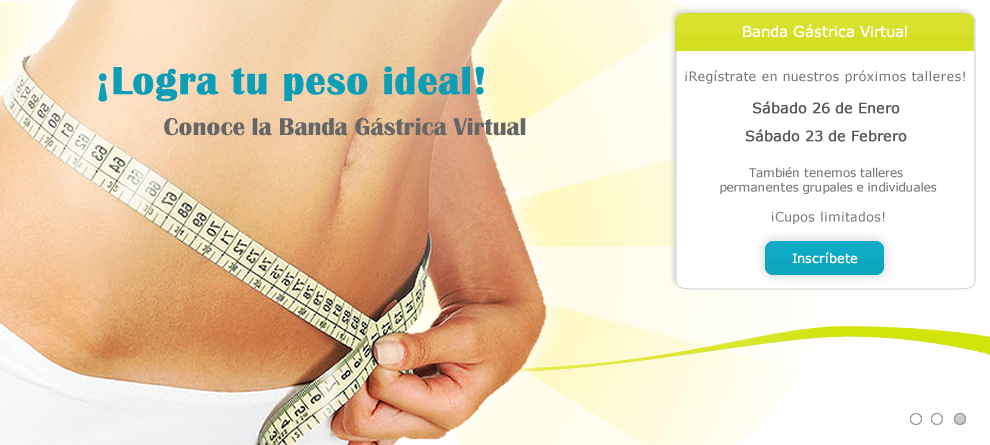 ¡Logra tu peso ideal!
Conoce la Banda Gástrica Virtual
Banda Gástrica Virtual
¡Regístrate en nuestros próximos talleres!
Sábado 26 de Enero
Sábado 23 de Febrero
También tenemos talleres
permanentes grupales e individuales
¡Cupos limitados!
Inscríbete